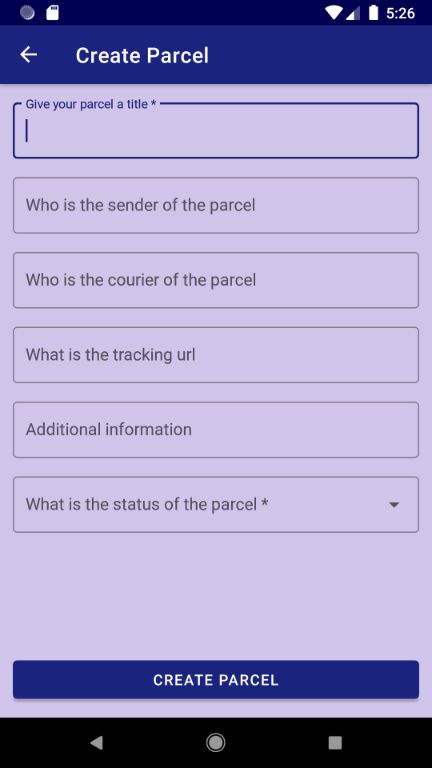 5:26
Create Parcel
Give your parcel a title *
Who is the sender of the parcel
Who is the courier of the parcel
What is the tracking url
Additional information
What is the status of the parcel *
CREATE PARCEL